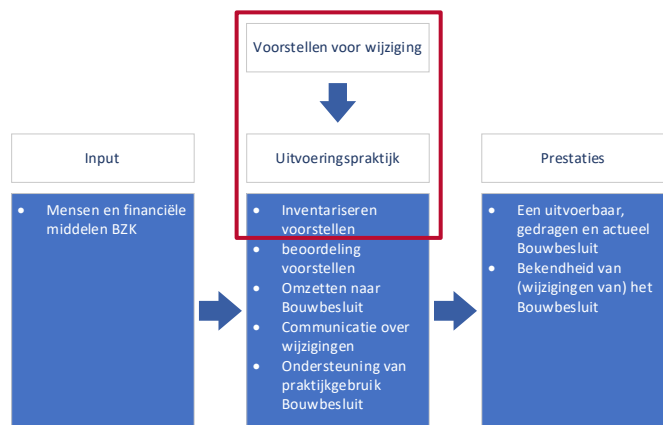 Voorstellen voor wijziging
Input
Uitvoeringspraktijk
Prestaties
• Mensen en financiële
middelen BZK
• Inventariseren
voorstellen
• beoordeling
voorstellen
• Omzetten naar
Bouwbesluit
• Communicatie over
wijzigingen
• Ondersteuning van
praktijkgebruik
Bouwbesluit
• Een uitvoerbaar,
gedragen en actueel
Bouwbesluit
• Bekendheid van
(wijzigingen van) het
Bouwbesluit